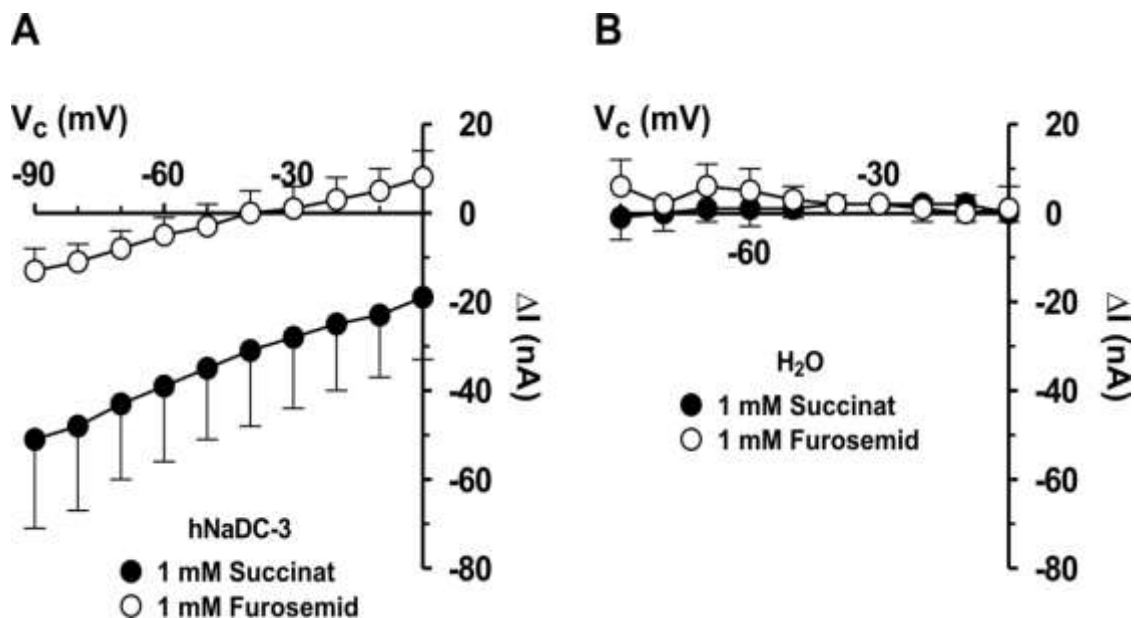 A
V_c (mV)
-90
-60
-30
20
0
-20
-40
-60
-80
ΔI (nA)
hNaDC-3
1 mM Succinat
1 mM Furosemid
B
V_c (mV)
-30
-60
20
0
-20
-40
-60
-80
ΔI (nA)
H₂O
1 mM Succinat
1 mM Furosemid